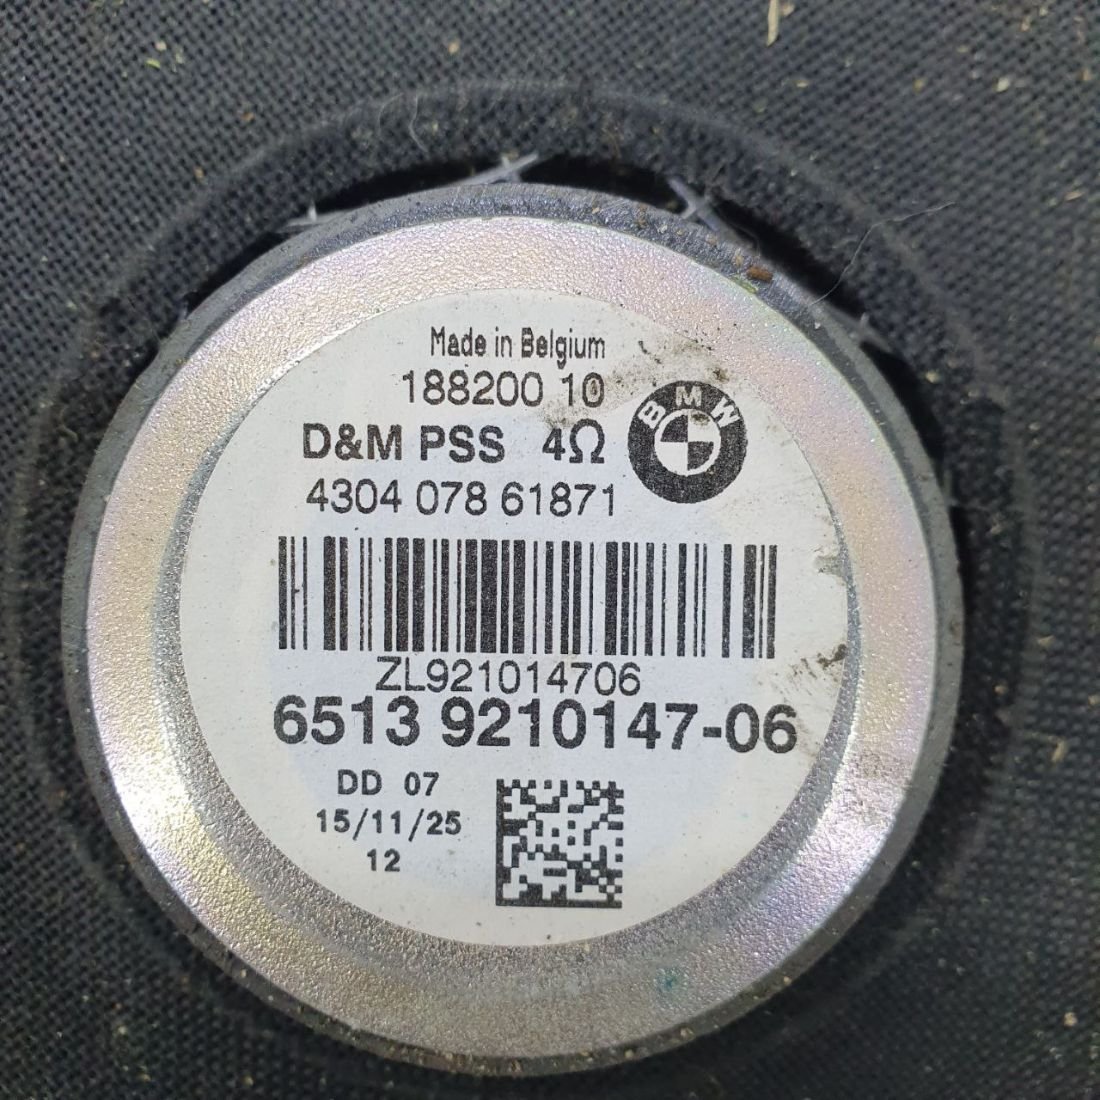 Made in Belgium
188200 10
BMW
D&M PSS 4Ω
4304 078 61871
ZL921014706
6513 9210147-06
DD 07
15/11/25
12